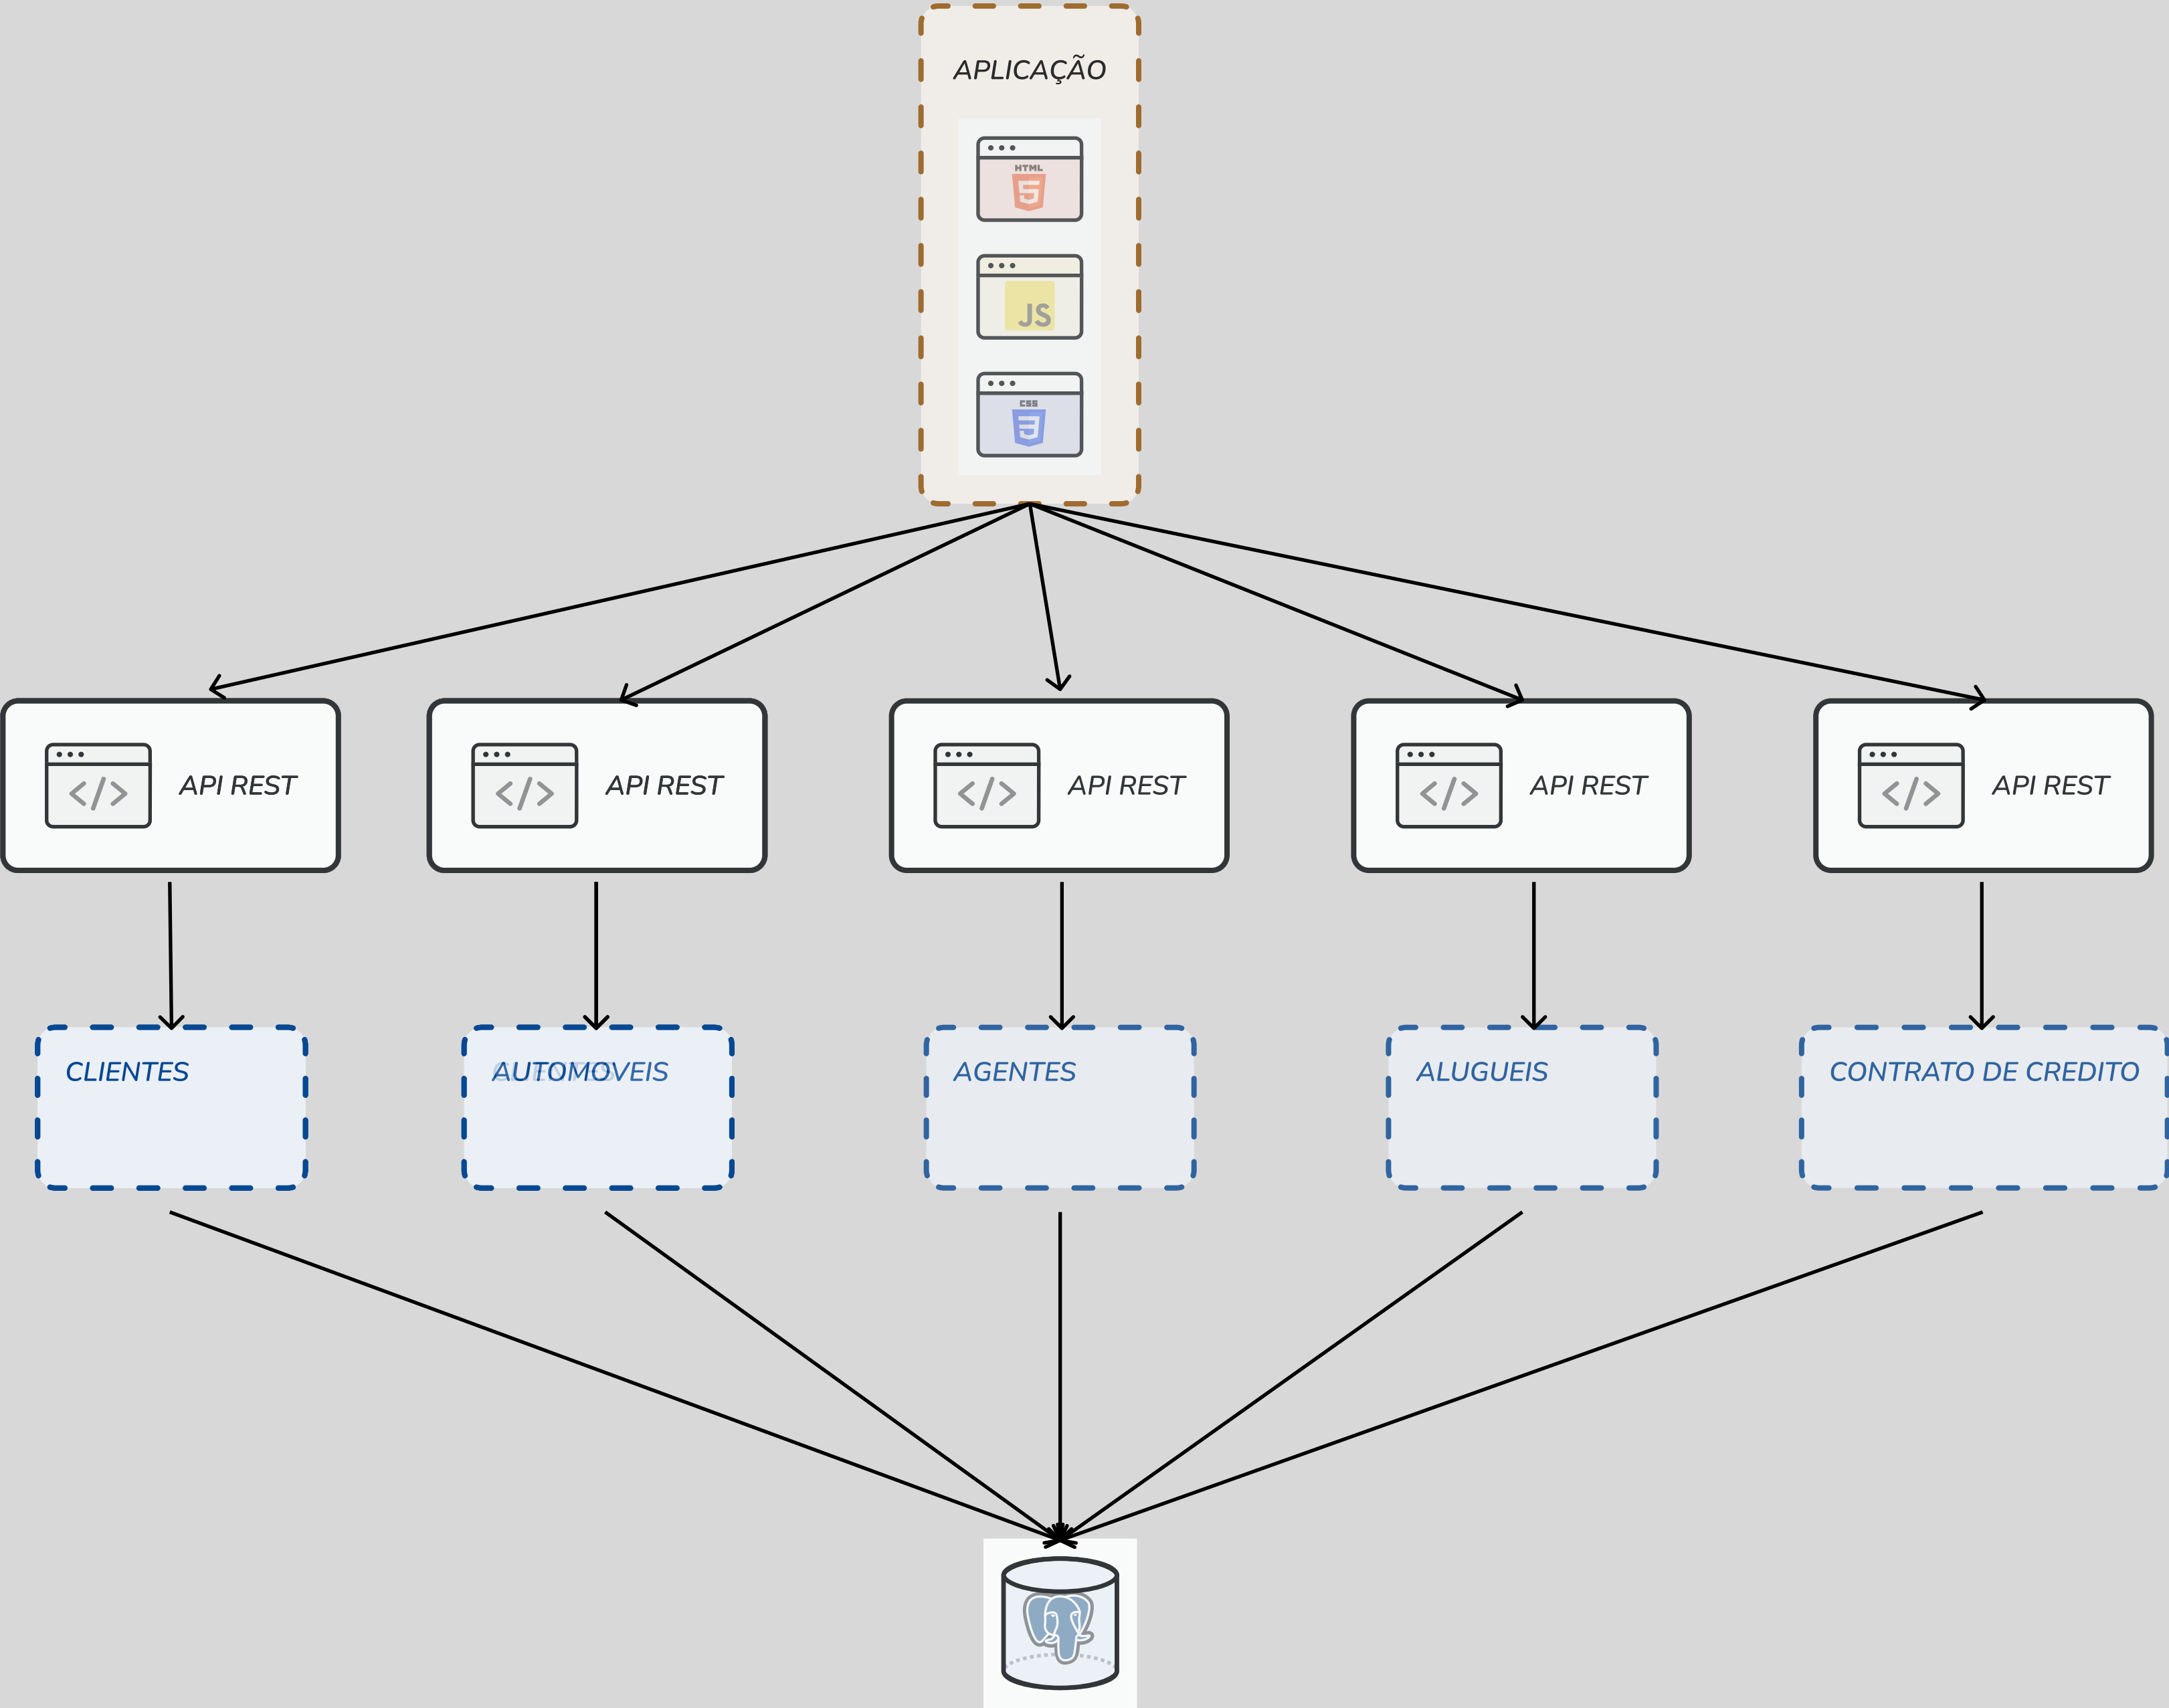 APLICAÇÃO
HTML
JS
CSS
API REST
API REST
API REST
API REST
API REST
CLIENTES
AUTOMOVEIS
AGENTES
ALUGUEIS
CONTRATO DE CREDITO